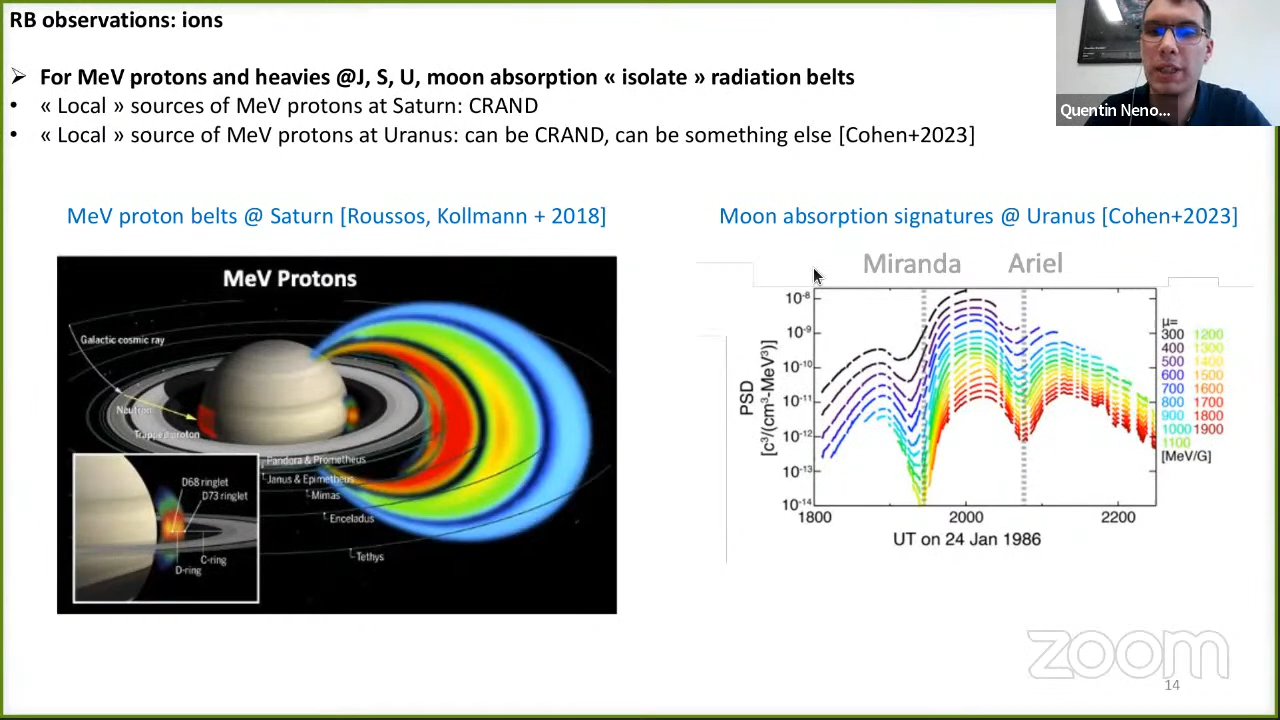 RB observations: ions
➢ For MeV protons and heavies @J, S, U, moon absorption « isolate » radiation belts
• « Local » sources of MeV protons at Saturn: CRAND
• « Local » source of MeV protons at Uranus: can be CRAND, can be something else [Cohen+2023]
Quentin Neno...
MeV proton belts @ Saturn [Roussos, Kollmann + 2018]
MeV Protons
Galactic cosmic ray
Neutron
Trapped proton
Pandora & Prometheus
Janus & Epimetheus
Mimas
Enceladus
Tethys
D68 ringlet
D73 ringlet
C-ring
D-ring
Moon absorption signatures @ Uranus [Cohen+2023]
Miranda Ariel
PSD
[c³/(cm³·MeV³)]
10-8
10-9
10-10
10-11
10-12
10-13
10-14
1800 2000 2200
UT on 24 Jan 1986
μ=
300 1200
400 1300
500 1400
600 1500
700 1600
800 1700
900 1800
1000 1900
1100
[MeV/G]
zoom
14